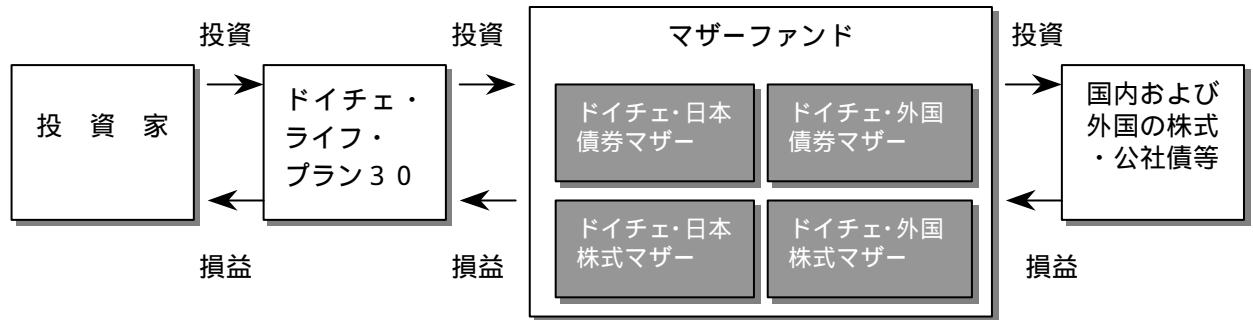 投資
投資
マザーファンド
投資
投　資　家
ドイチェ・
ライフ・
プラン３０
ドイチェ・日本
債券マザー
ドイチェ・外国
債券マザー
ドイチェ・日本
株式マザー
ドイチェ・外国
株式マザー
国内および
外国の株式
・公社債等
損益
損益
損益